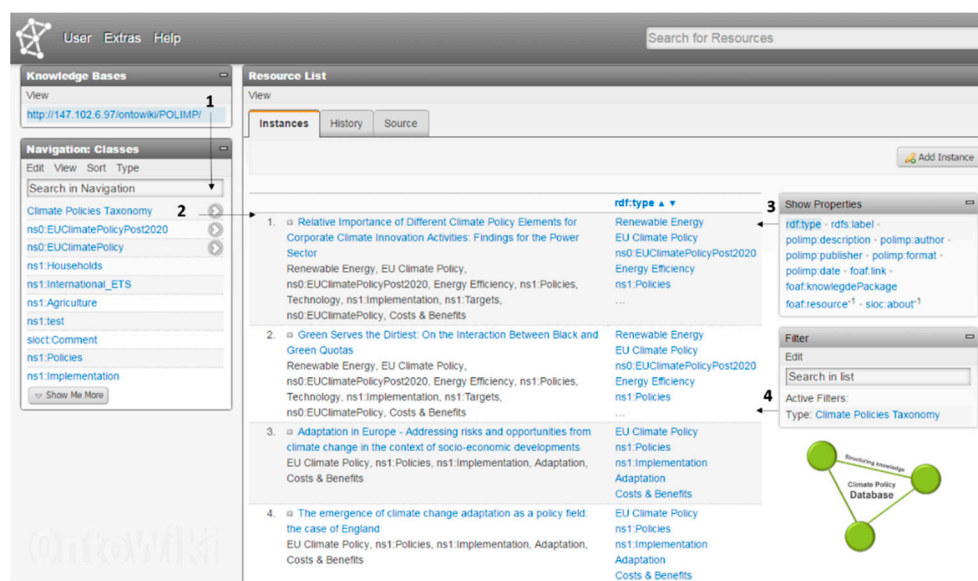 User Extras Help
Search for Resources
Knowledge Bases
View
1
http://147.102.6.97/ontowiki/POLIMP/
Navigation: Classes
Edit View Sort Type
Search in Navigation
Climate Policies Taxonomy
2
ns0:EUClimatePolicyPost2020
ns0:EUClimatePolicy
ns1:Households
ns1:International_ETS
ns1:Agriculture
ns1:test
sioct:Comment
ns1:Policies
ns1:Implementation
Show Me More
OntoWiki
Resource List
View
Instances History Source
Add Instance
rdf:type
1. Relative Importance of Different Climate Policy Elements for
Corporate Climate Innovation Activities: Findings for the Power
Sector
Renewable Energy, EU Climate Policy,
ns0:EUClimatePolicyPost2020, Energy Efficiency, ns1:Policies,
Technology, ns1:Implementation, ns1:Targets,
ns0:EUClimatePolicy, Costs & Benefits
Renewable Energy
EU Climate Policy
ns0:EUClimatePolicyPost2020
Energy Efficiency
ns1:Policies
...
2. Green Serves the Dirtiest: On the Interaction Between Black and
Green Quotas
Renewable Energy, EU Climate Policy,
ns0:EUClimatePolicyPost2020, Energy Efficiency, ns1:Policies,
Technology, ns1:Implementation, ns1:Targets,
ns0:EUClimatePolicy, Costs & Benefits
Renewable Energy
EU Climate Policy
ns0:EUClimatePolicyPost2020
Energy Efficiency
ns1:Policies
...
3. Adaptation in Europe - Addressing risks and opportunities from
climate change in the context of socio-economic developments
EU Climate Policy, ns1:Policies, ns1:Implementation, Adaptation,
Costs & Benefits
EU Climate Policy
ns1:Policies
ns1:Implementation
Adaptation
Costs & Benefits
4. The emergence of climate change adaptation as a policy field:
the case of England
EU Climate Policy, ns1:Policies, ns1:Implementation, Adaptation,
Costs & Benefits
EU Climate Policy
ns1:Policies
ns1:Implementation
Adaptation
Costs & Benefits
3
Show Properties
rdf:type - rdfs:label -
polimp:description - polimp:author -
polimp:publisher - polimp:format -
polimp:date - foaf:link -
foaf:knowlegdePackage
foaf:resource-1 - sioc:about-1
Filter
Edit
Search in list
4
Active Filters:
Type: Climate Policies Taxonomy
Structuring knowledge
Climate Policy
Database